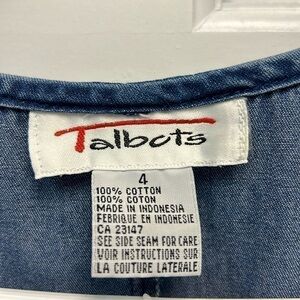 Talbots
4
100% COTTON
100% COTON
MADE IN INDONESIA
FEBRIQUE EN INDONESIE
CA 23147
SEE SIDE SEAM FOR CARE
VOIR INSTRUCTIONS SUR
LA COUTURE LATERALE